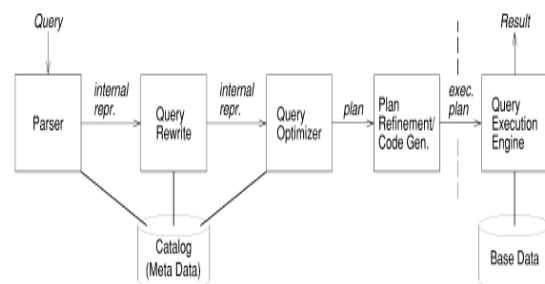 Query
Result
internal
repr.
internal
repr.
plan
exec.
plan
Parser
Query
Rewrite
Query
Optimizer
Plan
Refinement/
Code Gen.
Query
Execution
Engine
Catalog
(Meta Data)
Base Data